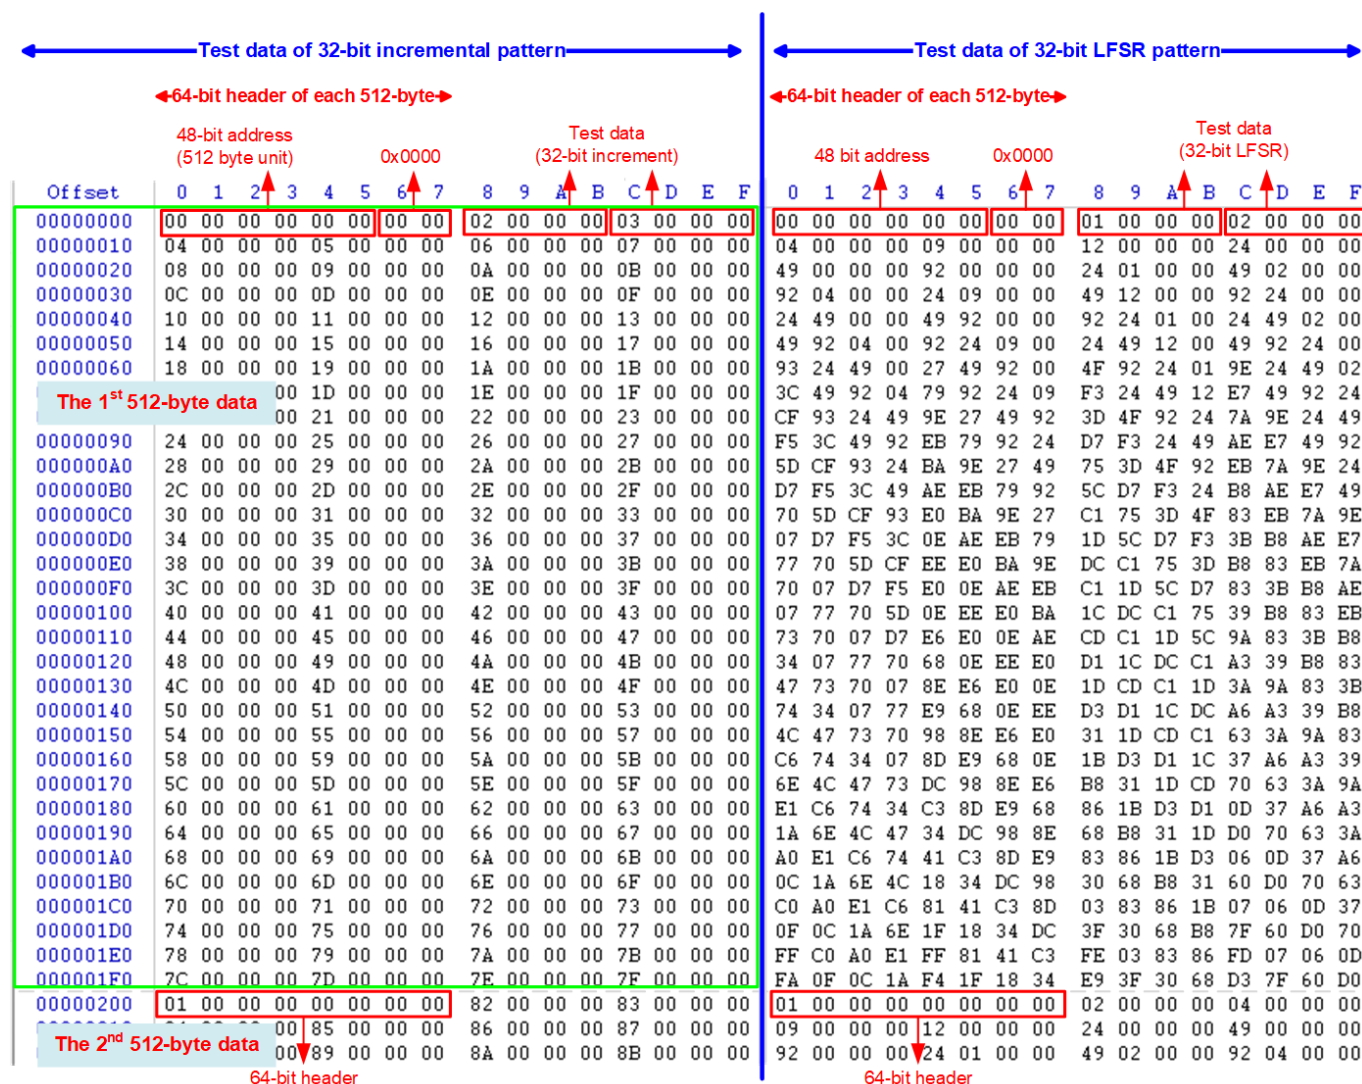 Test data of 32-bit incremental pattern Test data of 32-bit LFSR pattern
64-bit header of each 512-byte 64-bit header of each 512-byte
48-bit address
(512 byte unit) 0x0000 Test data
(32-bit increment) 48 bit address 0x0000 Test data
(32-bit LFSR)
Offset 0 1 2 3 4 5 6 7 8 9 A B C D E F 0 1 2 3 4 5 6 7 8 9 A B C D E F
00000000 00 00 00 00 00 00 00 00 02 00 00 00 03 00 00 00 00 00 00 00 00 00 00 00 01 00 00 00 02 00 00 00
00000010 04 00 00 00 05 00 00 00 06 00 00 00 07 00 00 00 04 00 00 00 09 00 00 00 12 00 00 00 24 00 00 00
00000020 08 00 00 00 09 00 00 00 0A 00 00 00 0B 00 00 00 49 00 00 00 92 00 00 00 24 01 00 00 49 02 00 00
00000030 0C 00 00 00 0D 00 00 00 0E 00 00 00 0F 00 00 00 92 04 00 00 24 09 00 00 49 12 00 00 92 24 00 00
00000040 10 00 00 00 11 00 00 00 12 00 00 00 13 00 00 00 24 49 00 00 49 92 00 00 92 24 01 00 24 49 02 00
00000050 14 00 00 00 15 00 00 00 16 00 00 00 17 00 00 00 49 92 04 00 92 24 09 00 24 49 12 00 49 92 24 00
00000060 18 00 00 00 19 00 00 00 1A 00 00 00 1B 00 00 00 93 24 49 00 27 49 92 00 4F 92 24 01 9E 24 49 02
The 1st 512-byte data
00 1D 00 00 00 1E 00 00 00 1F 00 00 00 3C 49 92 04 79 92 24 09 F3 24 49 12 E7 49 92 24
00 21 00 00 00 22 00 00 00 23 00 00 00 CF 93 24 49 9E 27 49 92 3D 4F 92 24 7A 9E 24 49
00000090 24 00 00 00 25 00 00 00 26 00 00 00 27 00 00 00 F5 3C 49 92 EB 79 92 24 D7 F3 24 49 AE E7 49 92
000000A0 28 00 00 00 29 00 00 00 2A 00 00 00 2B 00 00 00 5D CF 93 24 BA 9E 27 49 75 3D 4F 92 EB 7A 9E 24
000000B0 2C 00 00 00 2D 00 00 00 2E 00 00 00 2F 00 00 00 D7 F5 3C 49 AE EB 79 92 5C D7 F3 24 B8 AE E7 49
000000C0 30 00 00 00 31 00 00 00 32 00 00 00 33 00 00 00 70 5D CF 93 E0 BA 9E 27 C1 75 3D 4F 83 EB 7A 9E
000000D0 34 00 00 00 35 00 00 00 36 00 00 00 37 00 00 00 07 D7 F5 3C 0E AE EB 79 1D 5C D7 F3 3B B8 AE E7
000000E0 38 00 00 00 39 00 00 00 3A 00 00 00 3B 00 00 00 77 70 5D CF EE E0 BA 9E DC C1 75 3D B8 83 EB 7A
000000F0 3C 00 00 00 3D 00 00 00 3E 00 00 00 3F 00 00 00 70 07 D7 F5 E0 0E AE EB C1 1D 5C D7 83 3B B8 AE
00000100 40 00 00 00 41 00 00 00 42 00 00 00 43 00 00 00 07 77 70 5D 0E EE E0 BA 1C DC C1 75 39 B8 83 EB
00000110 44 00 00 00 45 00 00 00 46 00 00 00 47 00 00 00 73 70 07 D7 E6 E0 0E AE CD C1 1D 5C 9A 83 3B B8
00000120 48 00 00 00 49 00 00 00 4A 00 00 00 4B 00 00 00 34 07 77 70 68 0E EE E0 D1 1C DC C1 A3 39 B8 83
00000130 4C 00 00 00 4D 00 00 00 4E 00 00 00 4F 00 00 00 47 73 70 07 8E E6 E0 0E 1D CD C1 1D 3A 9A 83 3B
00000140 50 00 00 00 51 00 00 00 52 00 00 00 53 00 00 00 74 34 07 77 E9 68 0E EE D3 D1 1C DC A6 A3 39 B8
00000150 54 00 00 00 55 00 00 00 56 00 00 00 57 00 00 00 4C 47 73 70 98 8E E6 E0 31 1D CD C1 63 3A 9A 83
00000160 58 00 00 00 59 00 00 00 5A 00 00 00 5B 00 00 00 C6 74 34 07 8D E9 68 0E 1B D3 D1 1C 37 A6 A3 39
00000170 5C 00 00 00 5D 00 00 00 5E 00 00 00 5F 00 00 00 6E 4C 47 73 DC 98 8E E6 B8 31 1D CD 70 63 3A 9A
00000180 60 00 00 00 61 00 00 00 62 00 00 00 63 00 00 00 E1 C6 74 34 C3 8D E9 68 86 1B D3 D1 0D 37 A6 A3
00000190 64 00 00 00 65 00 00 00 66 00 00 00 67 00 00 00 1A 6E 4C 47 34 DC 98 8E 68 B8 31 1D D0 70 63 3A
000001A0 68 00 00 00 69 00 00 00 6A 00 00 00 6B 00 00 00 A0 E1 C6 74 41 C3 8D E9 83 86 1B D3 06 0D 37 A6
000001B0 6C 00 00 00 6D 00 00 00 6E 00 00 00 6F 00 00 00 0C 1A 6E 4C 18 34 DC 98 30 68 B8 31 60 D0 70 63
000001C0 70 00 00 00 71 00 00 00 72 00 00 00 73 00 00 00 C0 A0 E1 C6 81 41 C3 8D 03 83 86 1B 07 06 0D 37
000001D0 74 00 00 00 75 00 00 00 76 00 00 00 77 00 00 00 0F 0C 1A 6E 1F 18 34 DC 3F 30 68 B8 7F 60 D0 70
000001E0 78 00 00 00 79 00 00 00 7A 00 00 00 7B 00 00 00 FF C0 A0 E1 FF 81 41 C3 FE 03 83 86 FD 07 06 0D
000001F0 7C 00 00 00 7D 00 00 00 7E 00 00 00 7F 00 00 00 FA 0F 0C 1A F4 1F 18 34 E9 3F 30 68 D3 7F 60 D0
00000200 01 00 00 00 00 00 00 00 82 00 00 00 83 00 00 00 01 00 00 00 00 00 00 00 02 00 00 00 04 00 00 00
00 85 00 00 00 86 00 00 00 87 00 00 00 09 00 00 00 12 00 00 00 24 00 00 00 49 00 00 00
The 2nd 512-byte data
00 89 00 00 00 8A 00 00 00 8B 00 00 00 92 00 00 00 24 01 00 00 49 02 00 00 92 04 00 00
64-bit header 64-bit header